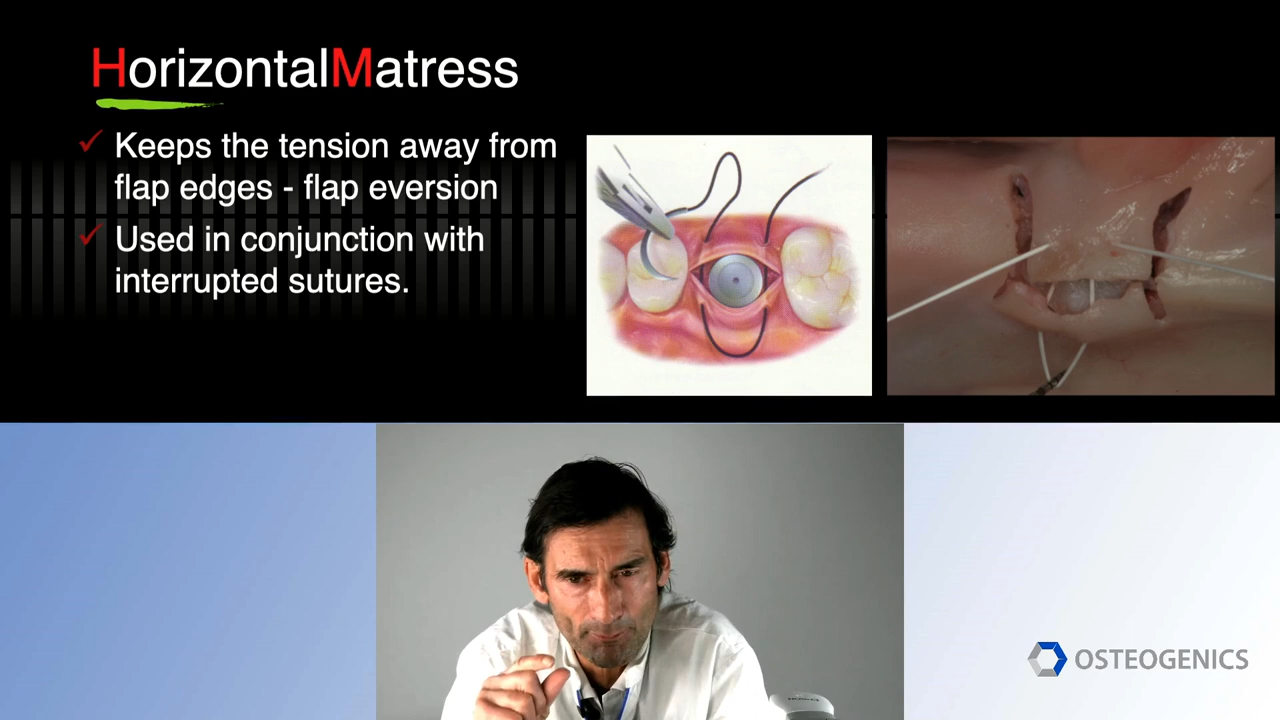 HorizontalMatress
✓ Keeps the tension away from
flap edges - flap eversion
✓ Used in conjunction with
interrupted sutures.
OSTEOGENICS